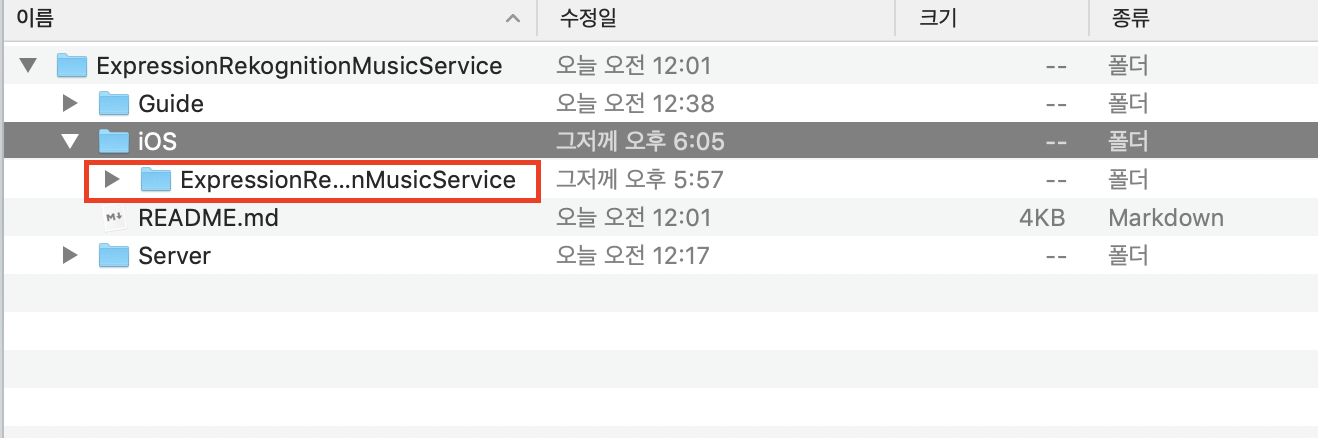 이름 수정일 크기 종류
ExpressionRekognitionMusicService 오늘 오전 12:01 -- 폴더
Guide 오늘 오전 12:38 -- 폴더
iOS 그저께 오후 6:05 -- 폴더
ExpressionRe...nMusicService 그저께 오후 5:57 -- 폴더
README.md 오늘 오전 12:01 4KB Markdown
Server 오늘 오전 12:17 -- 폴더